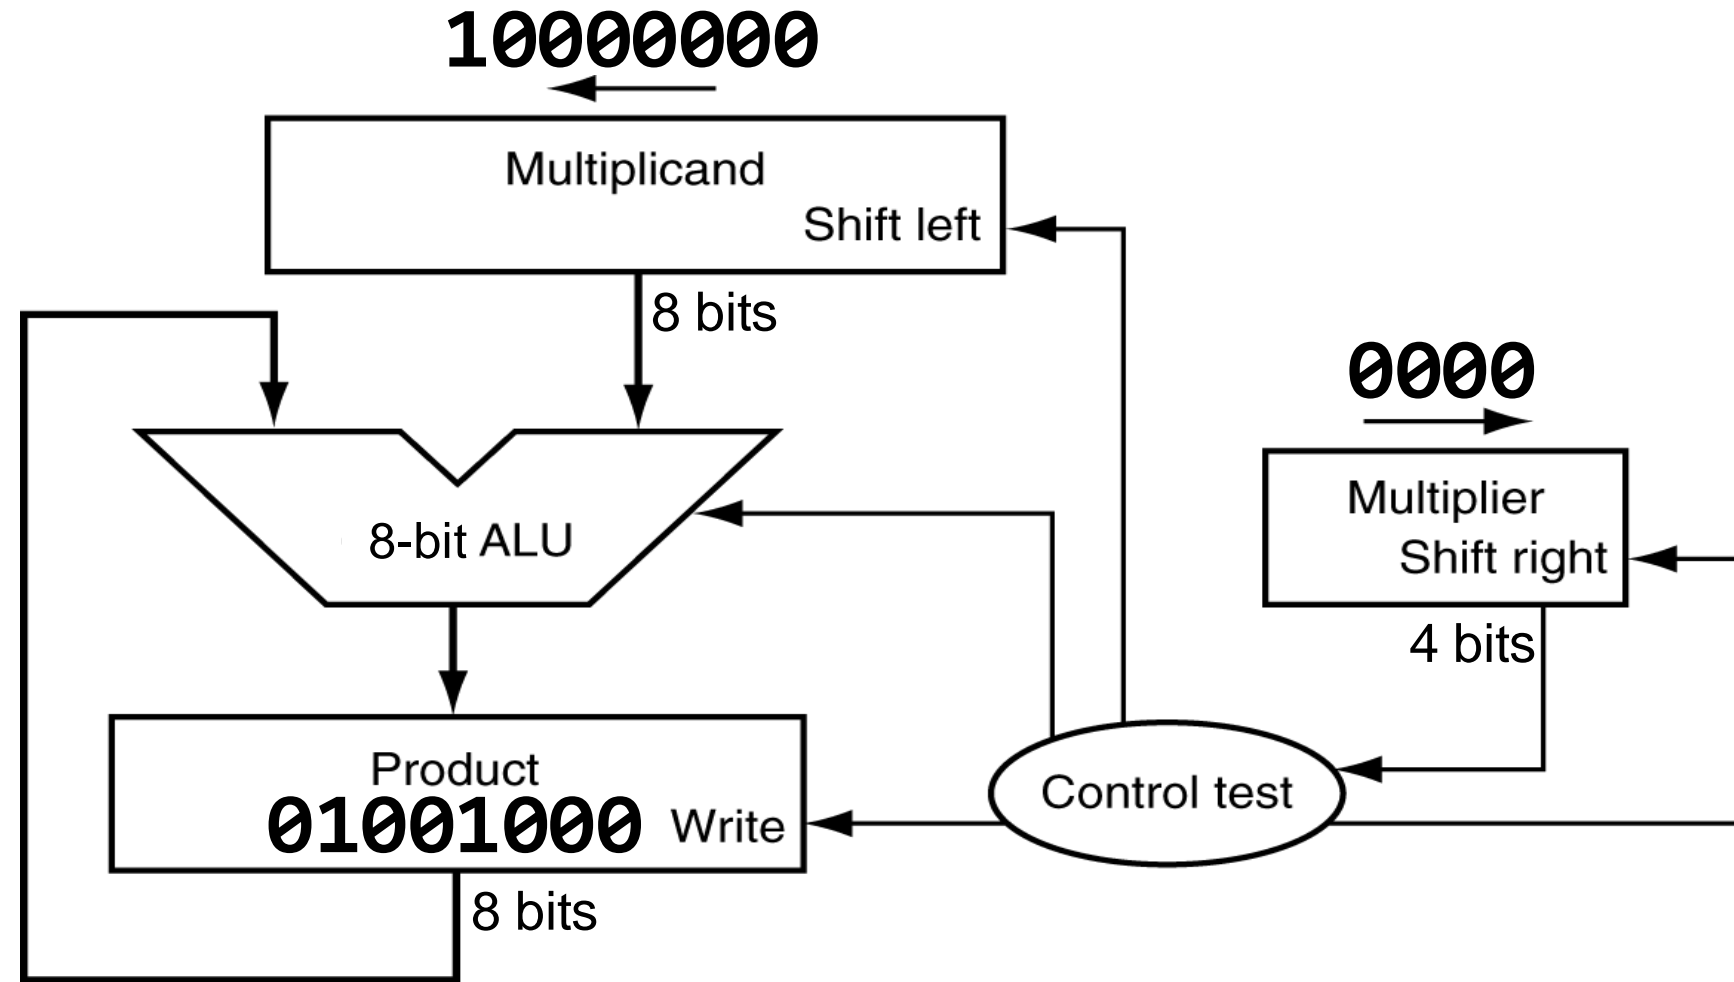 10000000
Multiplicand
Shift left
8 bits
0000
Multiplier
Shift right
8-bit ALU
4 bits
Product
01001000 Write
Control test
8 bits